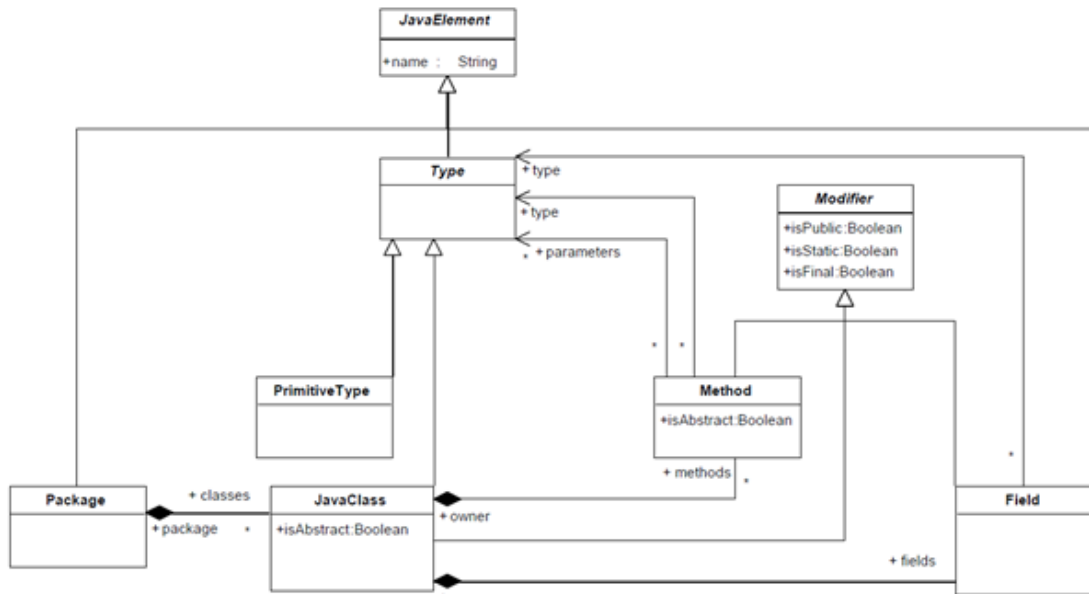 JavaElement
+name : String
Type
+ type
+ type
* + parameters
Modifier
+isPublic:Boolean
+isStatic:Boolean
+isFinal:Boolean
* *
PrimitiveType
Method
+isAbstract:Boolean
*
+ methods
*
Package
+ classes
+ package
*
JavaClass
+isAbstract:Boolean
+ owner
Field
+ fields